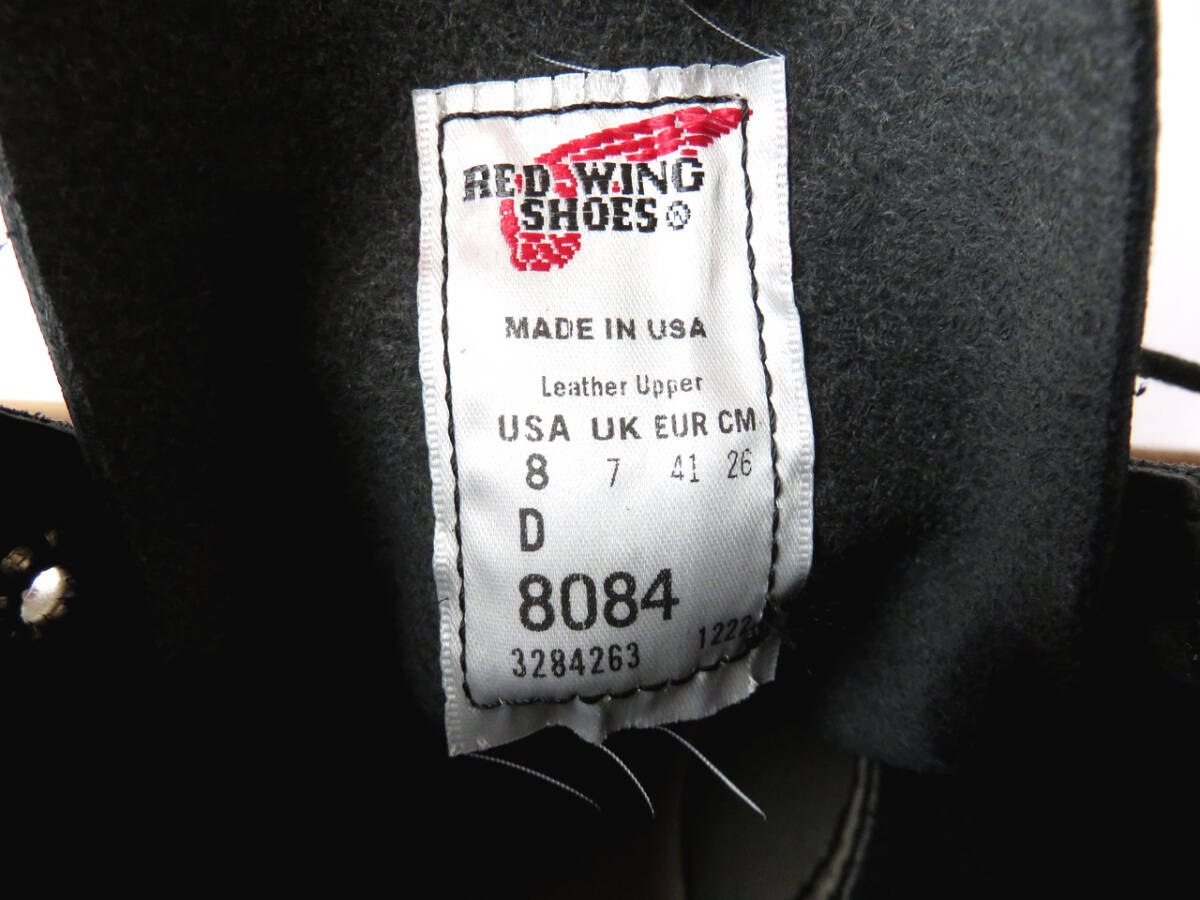 RED WING
SHOES®
MADE IN USA
Leather Upper
USA UK EUR CM
8 7 41 26
D
8084
1222
3284263